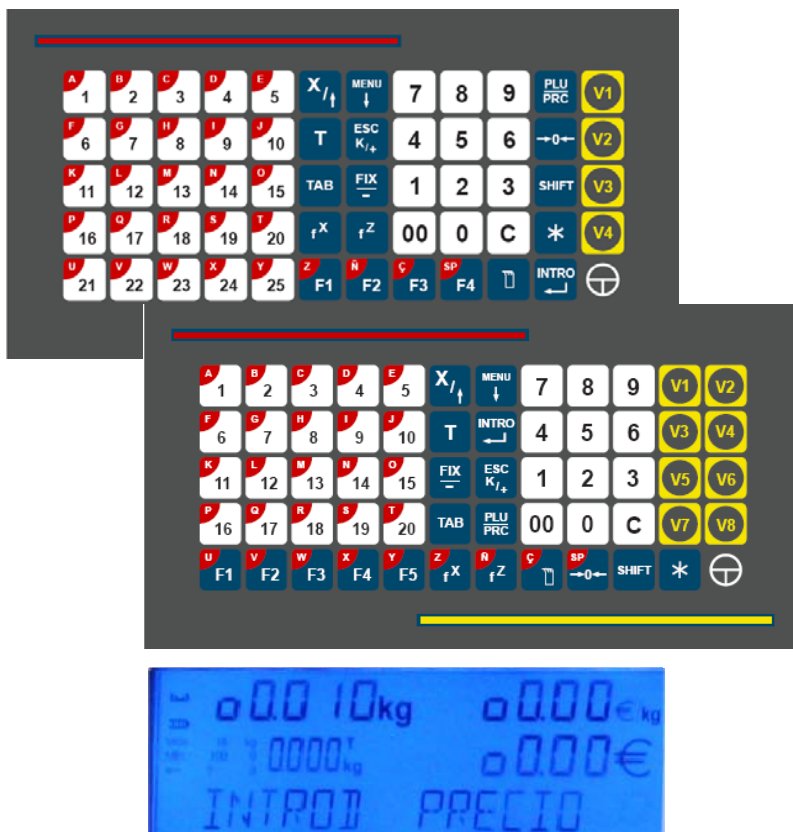 A 1 B 2 C 3 D 4 E 5 X/↑ MENU ↓ 7 8 9 PLU PRC V1
F 6 G 7 H 8 I 9 J 10 T ESC K/+ 4 5 6 →0← V2
K 11 L 12 M 13 N 14 O 15 TAB FIX − 1 2 3 SHIFT V3
P 16 Q 17 R 18 S 19 T 20 fX fZ 00 0 C * V4
U 21 V 22 W 23 X 24 Y 25 Z F1 Ñ F2 Ç F3 SP F4 INTRO
A 1 B 2 C 3 D 4 E 5 X/↑ MENU ↓ 7 8 9 V1 V2
F 6 G 7 H 8 I 9 J 10 T INTRO 4 5 6 V3 V4
K 11 L 12 M 13 N 14 O 15 FIX − ESC K/+ 1 2 3 V5 V6
P 16 Q 17 R 18 S 19 T 20 TAB PLU PRC 00 0 C V7 V8
U F1 V F2 W F3 X F4 Y F5 Z fX Ñ fZ Ç SP →0← SHIFT *
0.010kg 0.00€kg
0.000kg T 0.00€
INTROD PRECIO